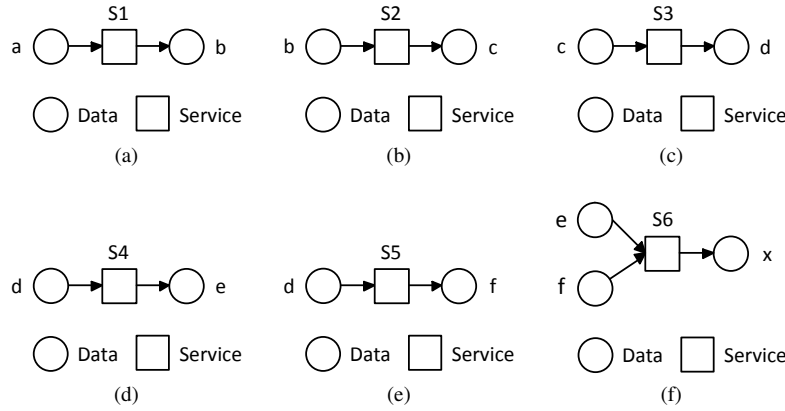 S1 S2 S3
a b b c c d
Data Service Data Service Data Service
(a) (b) (c)
S4 S5 e S6
d e d f f x
Data Service Data Service Data Service
(d) (e) (f)